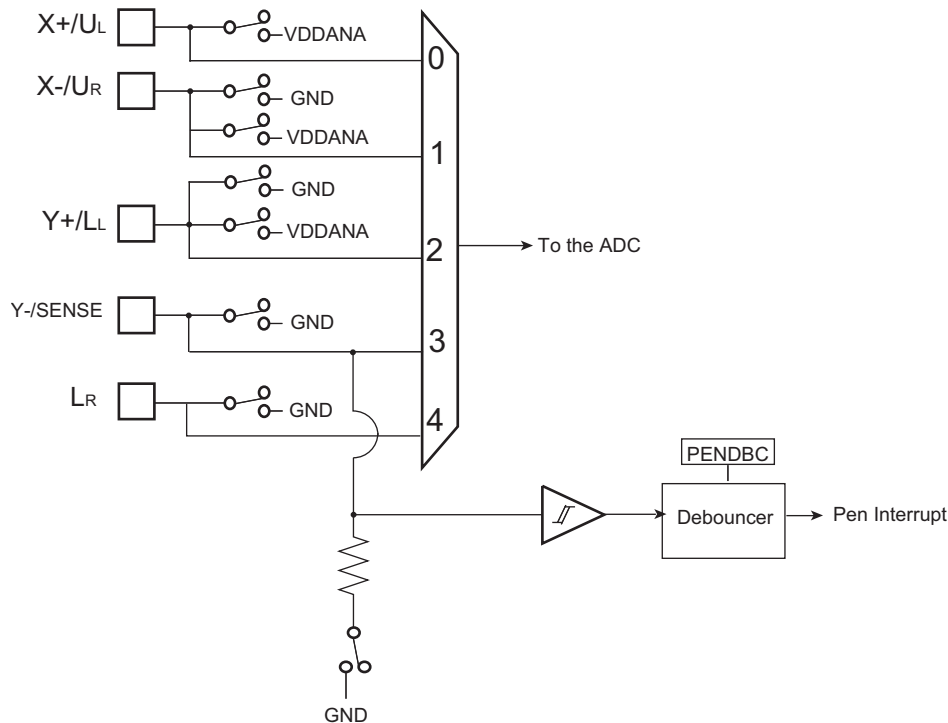 X+/UL
VDDANA
0
X-/UR
GND
VDDANA
1
GND
Y+/LL
VDDANA
2
To the ADC
Y-/SENSE
GND
3
LR
GND
4
PENDBC
Debouncer
Pen Interrupt
GND